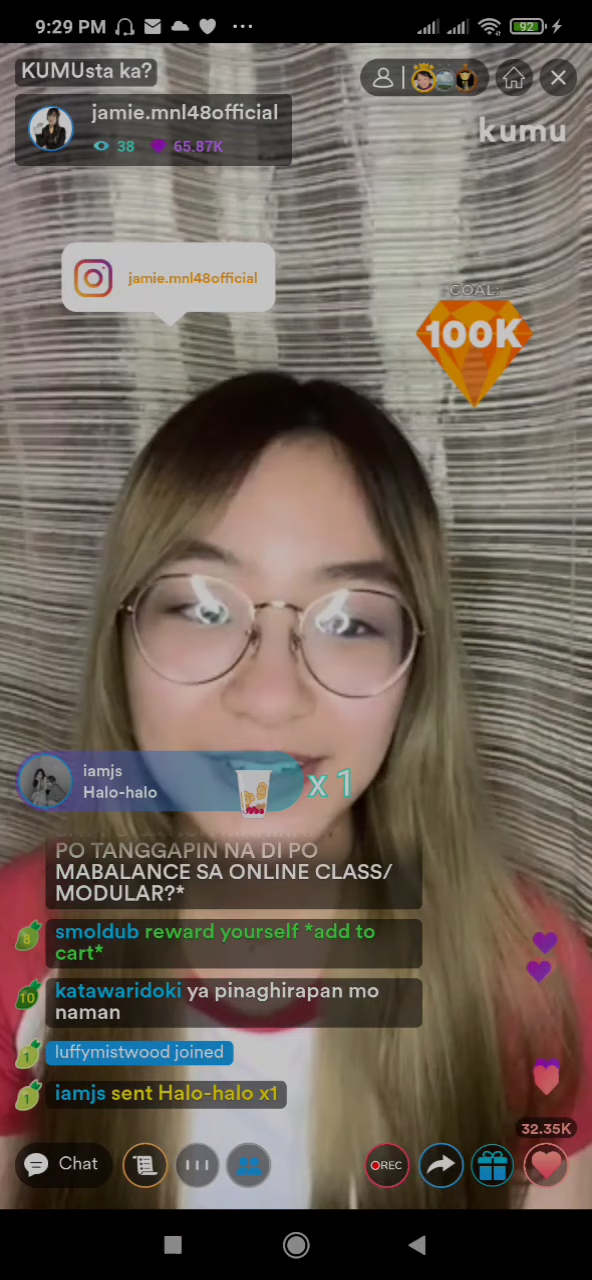 9:29 PM
92
KUMUsta ka?
jamie.mnl48official
38 65.87K
kumu
jamie.mnl48official
GOAL:
100K
iamjs
Halo-halo
x 1
PO TANGGAPIN NA DI PO
MABALANCE SA ONLINE CLASS/
MODULAR?*
8 smoldub reward yourself *add to
cart*
10 katawaridoki ya pinaghirapan mo
naman
1 luffymistwood joined
1 iamjs sent Halo-halo x1
32.35K
Chat
REC